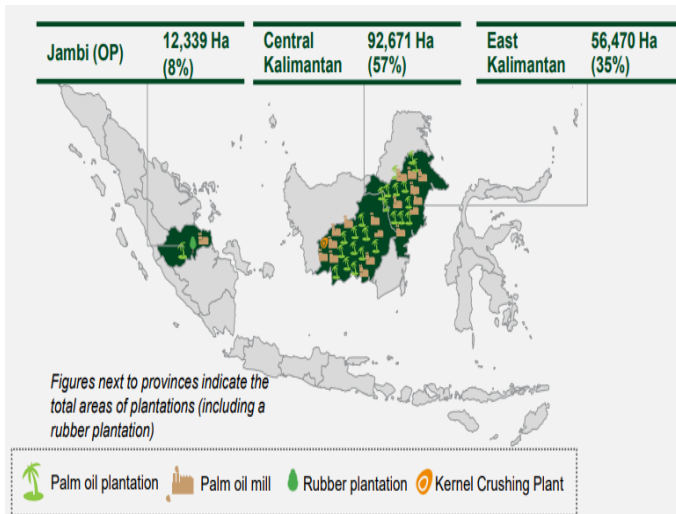 Jambi (OP)
12,339 Ha
(8%)
Central
Kalimantan
92,671 Ha
(57%)
East
Kalimantan
56,470 Ha
(35%)
Figures next to provinces indicate the
total areas of plantations (including a
rubber plantation)
Palm oil plantation
Palm oil mill
Rubber plantation
Kernel Crushing Plant